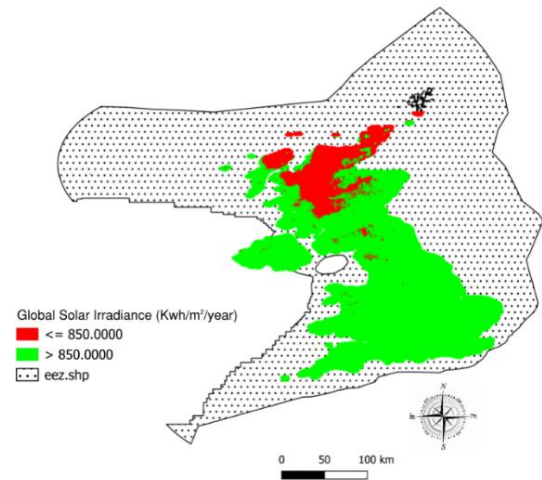 Global Solar Irradiance (Kwh/m²/year)
<= 850.0000
> 850.0000
eez.shp
N
S
0 50 100 km